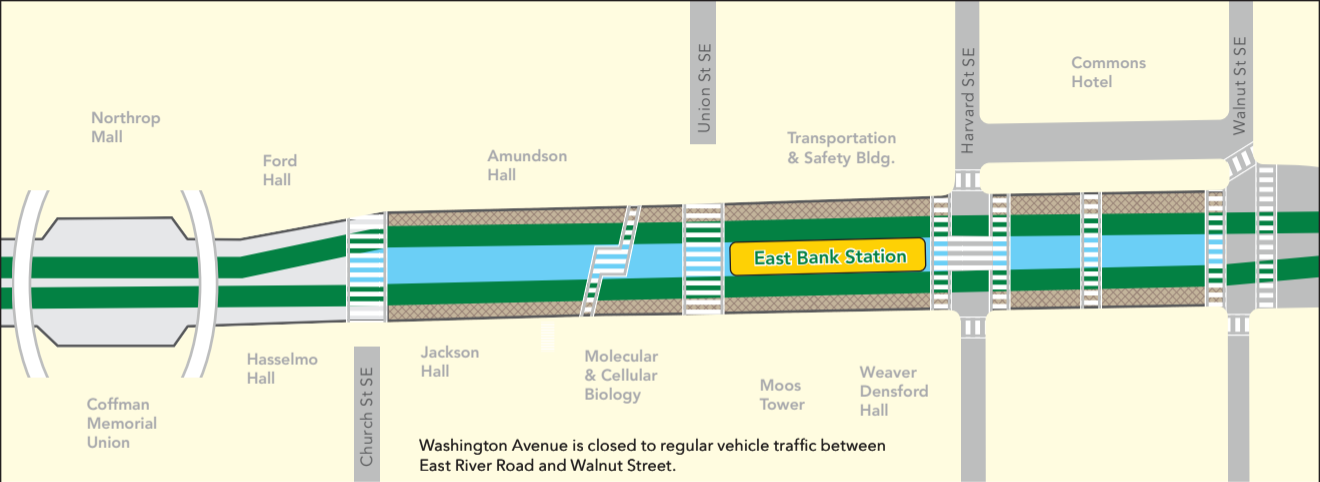 Union St SE
Harvard St SE
Walnut St SE
Commons
Hotel
Northrop
Mall
Ford
Hall
Amundson
Hall
Transportation
& Safety Bldg.
East Bank Station
Hasselmo
Hall
Church St SE
Jackson
Hall
Molecular
& Cellular
Biology
Moos
Tower
Weaver
Densford
Hall
Coffman
Memorial
Union
Washington Avenue is closed to regular vehicle traffic between
East River Road and Walnut Street.